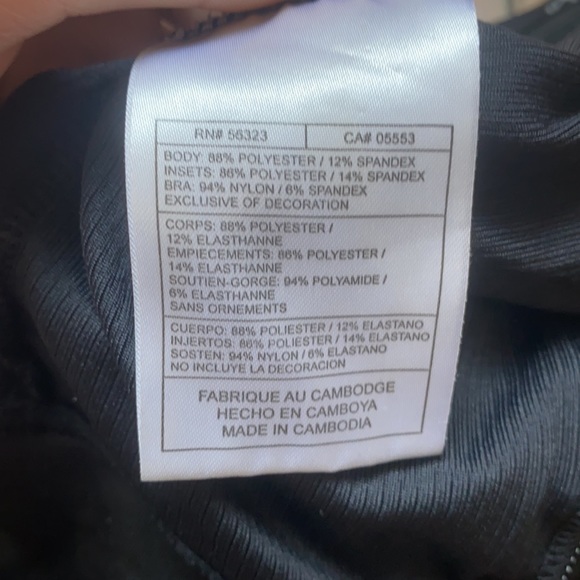 RN# 56323 CA# 05553
BODY: 88% POLYESTER / 12% SPANDEX
INSETS: 86% POLYESTER / 14% SPANDEX
BRA: 94% NYLON / 6% SPANDEX
EXCLUSIVE OF DECORATION
CORPS: 88% POLYESTER /
12% ELASTHANNE
EMPIECEMENTS: 86% POLYESTER /
14% ELASTHANNE
SOUTIEN-GORGE: 94% POLYAMIDE /
6% ELASTHANNE
SANS ORNEMENTS
CUERPO: 88% POLIESTER / 12% ELASTANO
INJERTOS: 86% POLIESTER / 14% ELASTANO
SOSTEN: 94% NYLON / 6% ELASTANO
NO INCLUYE LA DECORACION
FABRIQUE AU CAMBODGE
HECHO EN CAMBOYA
MADE IN CAMBODIA